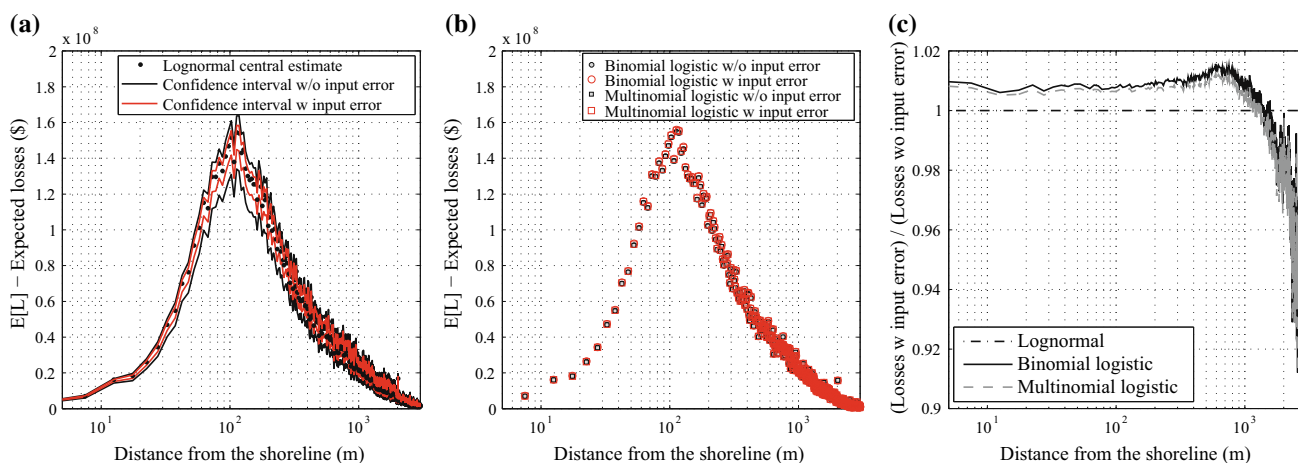 (a)
x 10^8
2
1.8
1.6
1.4
1.2
1
0.8
0.6
0.4
0.2
0
E[L] − Expected losses ($)
Lognormal central estimate
Confidence interval w/o input error
Confidence interval w input error
10^1
10^2
10^3
Distance from the shoreline (m)
(b)
x 10^8
2
1.8
1.6
1.4
1.2
1
0.8
0.6
0.4
0.2
0
E[L] − Expected losses ($)
Binomial logistic w/o input error
Binomial logistic w input error
Multinomial logistic w/o input error
Multinomial logistic w input error
10^1
10^2
10^3
Distance from the shoreline (m)
(c)
1.02
1
0.98
0.96
0.94
0.92
0.9
(Losses w input error) / (Losses wo input error)
Lognormal
Binomial logistic
Multinomial logistic
10^1
10^2
10^3
Distance from the shoreline (m)